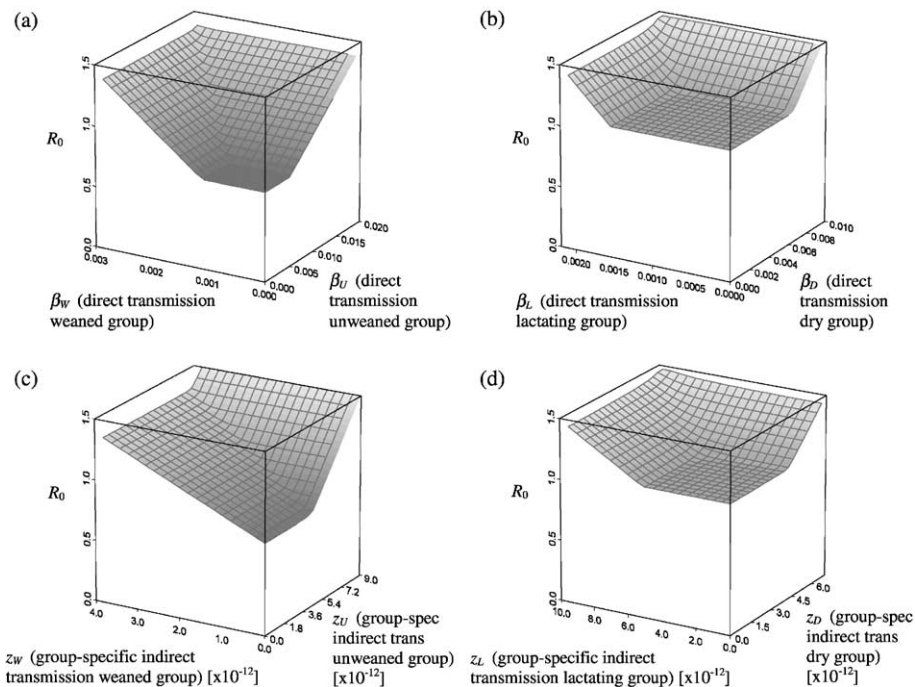 (a)
1.5
1.0
0.5
0.0
R₀
0.003
0.002
0.001
0.000
0.000
0.005
0.010
0.015
0.020
β_W (direct transmission
weaned group)
β_U (direct
transmission
unweaned group)
(b)
1.5
1.0
0.5
0.0
R₀
0.0020
0.0015
0.0010
0.0005
0.0000
0.000
0.002
0.004
0.006
0.008
0.010
β_L (direct transmission
lactating group)
β_D (direct
transmission
dry group)
(c)
1.5
1.0
0.5
0.0
R₀
4.0
3.0
2.0
1.0
0.0
0.0
1.8
3.6
5.4
7.2
9.0
z_W (group-specific indirect
transmission weaned group) [x10⁻¹²]
z_U (group-spec
indirect trans
unweaned group)
[x10⁻¹²]
(d)
1.5
1.0
0.5
0.0
R₀
10.0
8.0
6.0
4.0
2.0
0.0
0.0
1.5
3.0
4.5
6.0
z_L (group-specific indirect
transmission lactating group) [x10⁻¹²]
z_D (group-spec
indirect trans
dry group)
[x10⁻¹²]